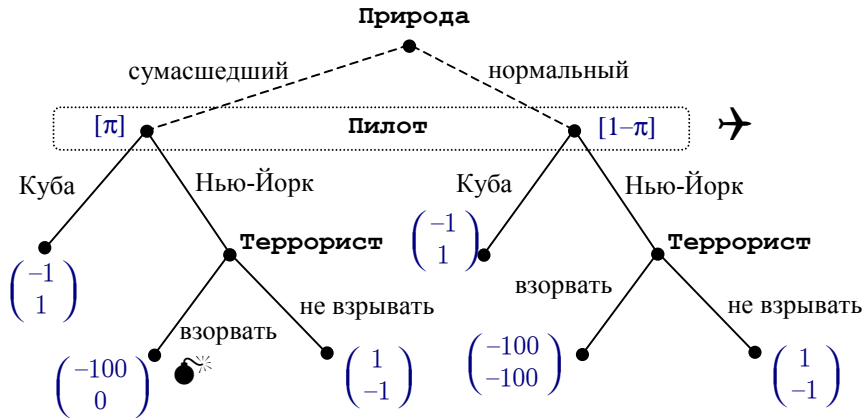 Природа
сумасшедший нормальный
[π] Пилот [1–π]
Куба Нью-Йорк Куба Нью-Йорк
Террорист Террорист
–1
1
–1
1
взорвать не взрывать взорвать не взрывать
–100
0
1
–1
–100
–100
1
–1